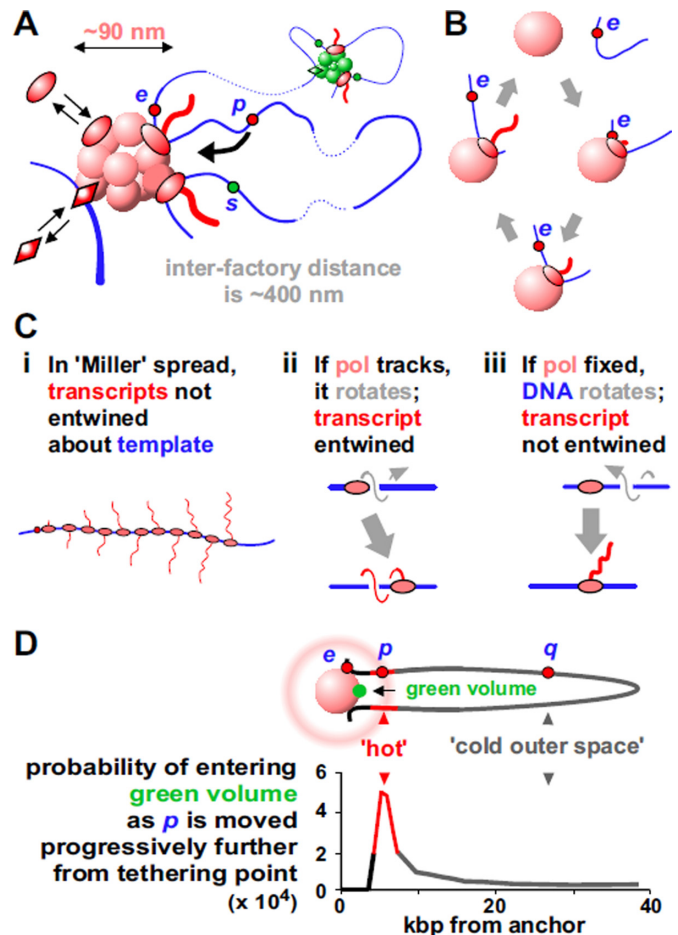 A
~90 nm
e
p
s
inter-factory distance
is ~400 nm
B
e
e
e
e
C
i In 'Miller' spread,
transcripts not
entwined
about template
ii If pol tracks,
it rotates;
transcript
entwined
iii If pol fixed,
DNA rotates;
transcript
not entwined
D
e p q
green volume
'hot' 'cold outer space'
probability of entering
green volume
as p is moved
progressively further
from tethering point
(x 10⁴)
6
4
2
0
0 20 40
kbp from anchor